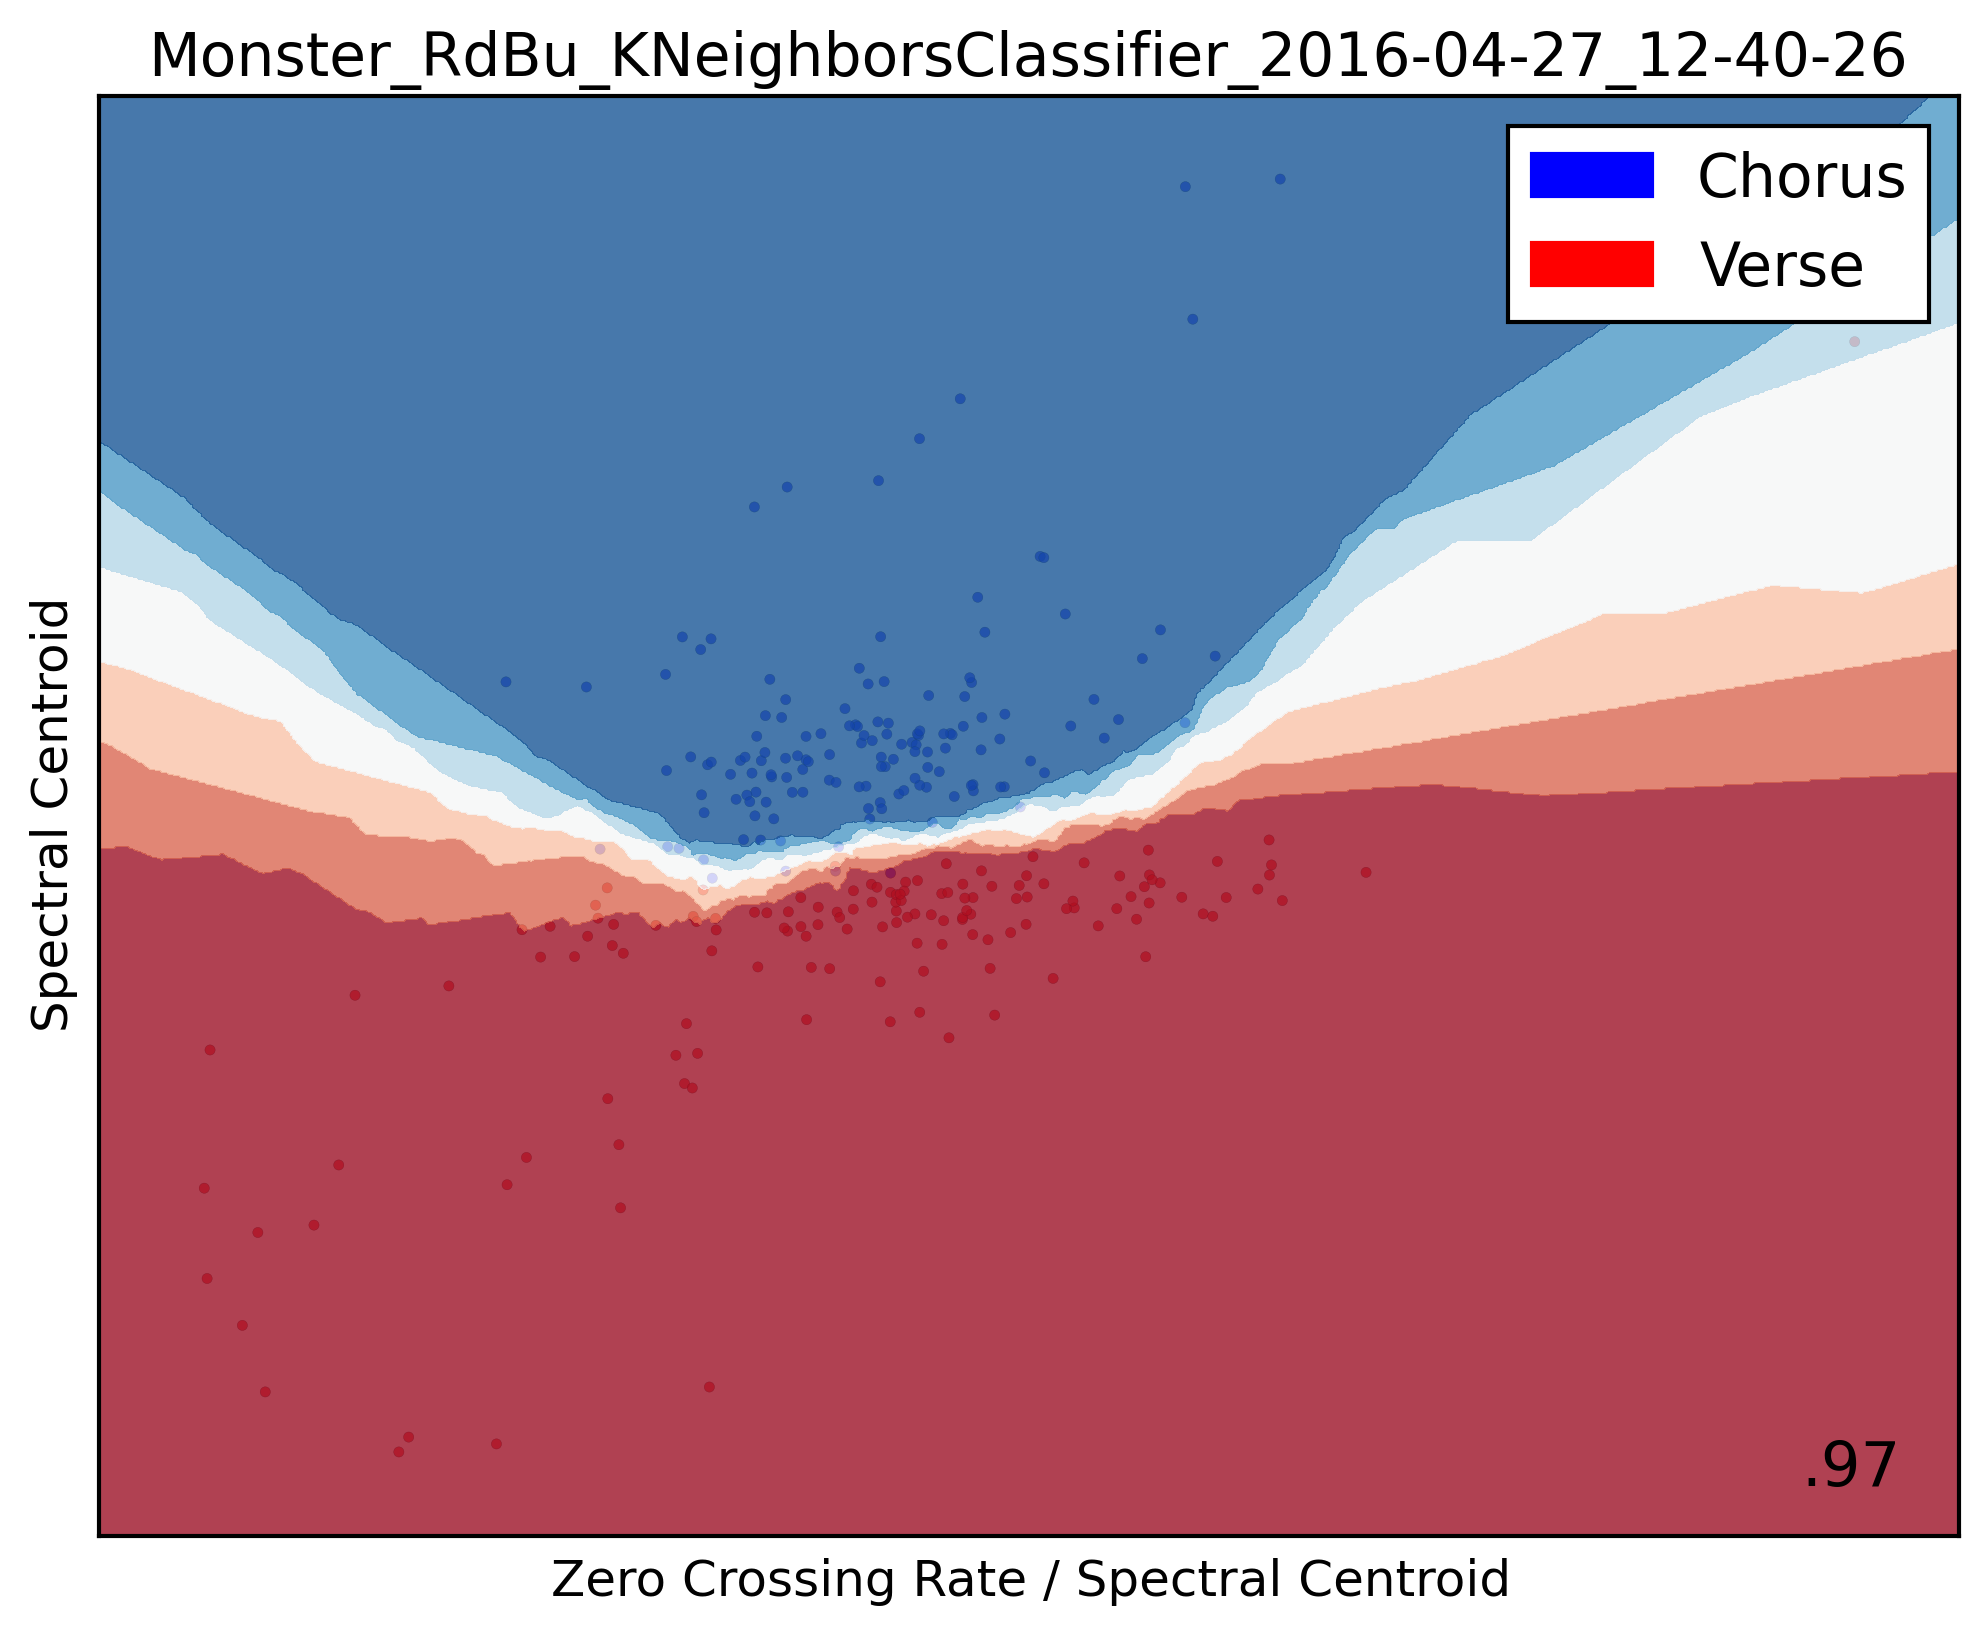 Monster_RdBu_KNeighborsClassifier_2016-04-27_12-40-26
Chorus
Verse
Spectral Centroid
.97
Zero Crossing Rate / Spectral Centroid